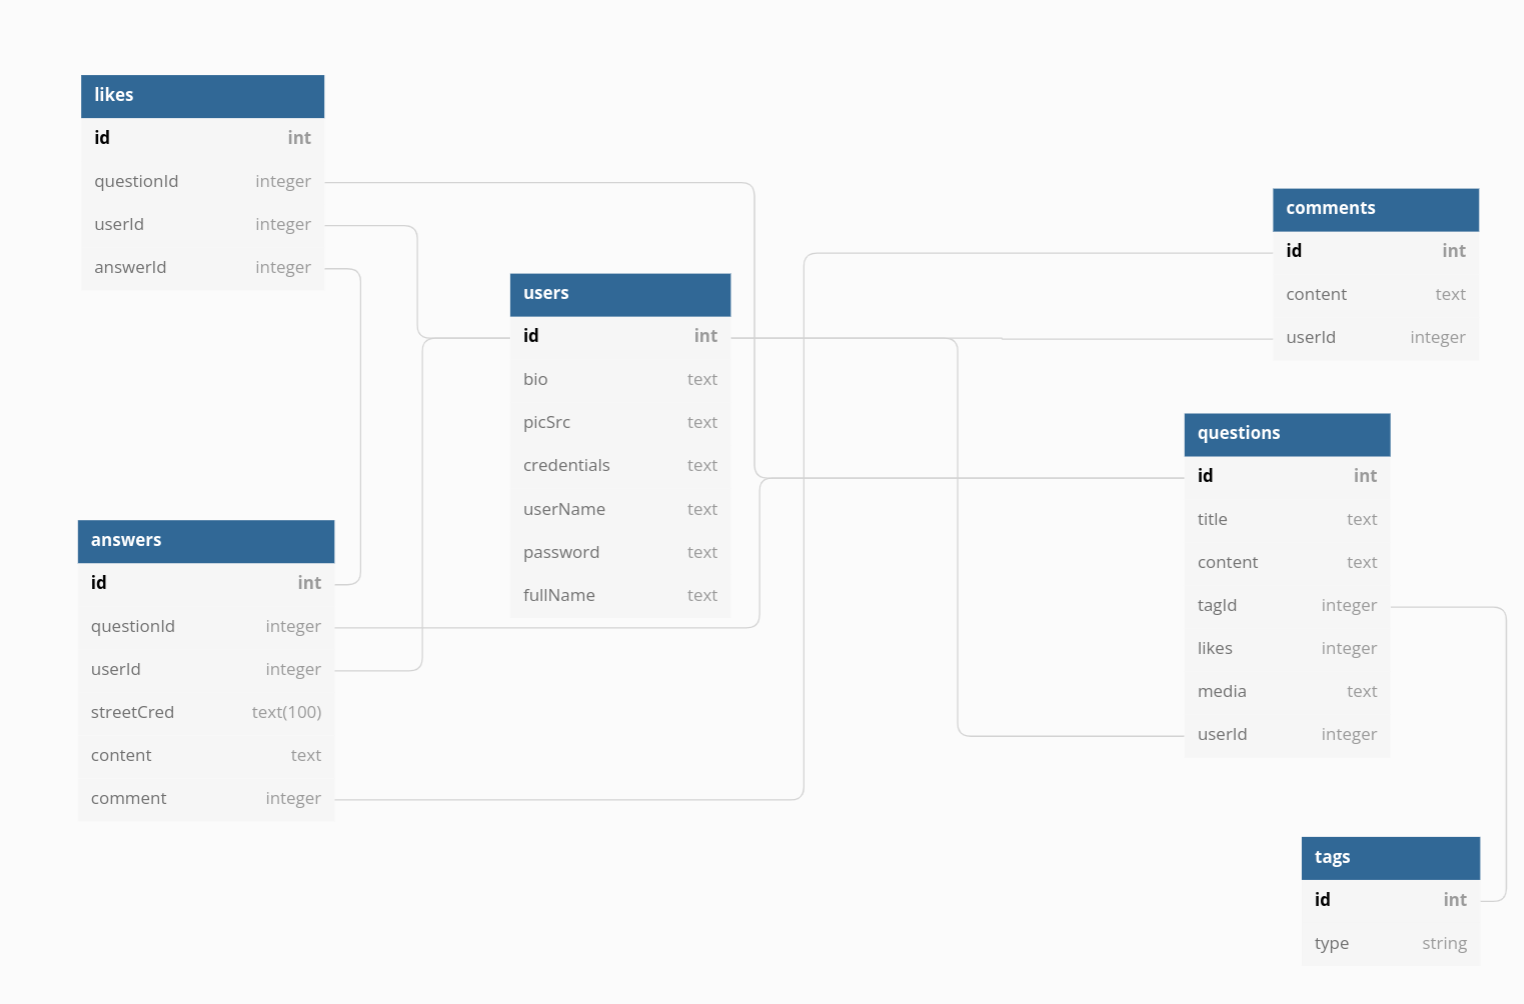 likes
id int
questionId integer
userId integer
answerId integer
users
id int
bio text
picSrc text
credentials text
userName text
password text
fullName text
comments
id int
content text
userId integer
questions
id int
title text
content text
tagId integer
likes integer
media text
userId integer
answers
id int
questionId integer
userId integer
streetCred text(100)
content text
comment integer
tags
id int
type string